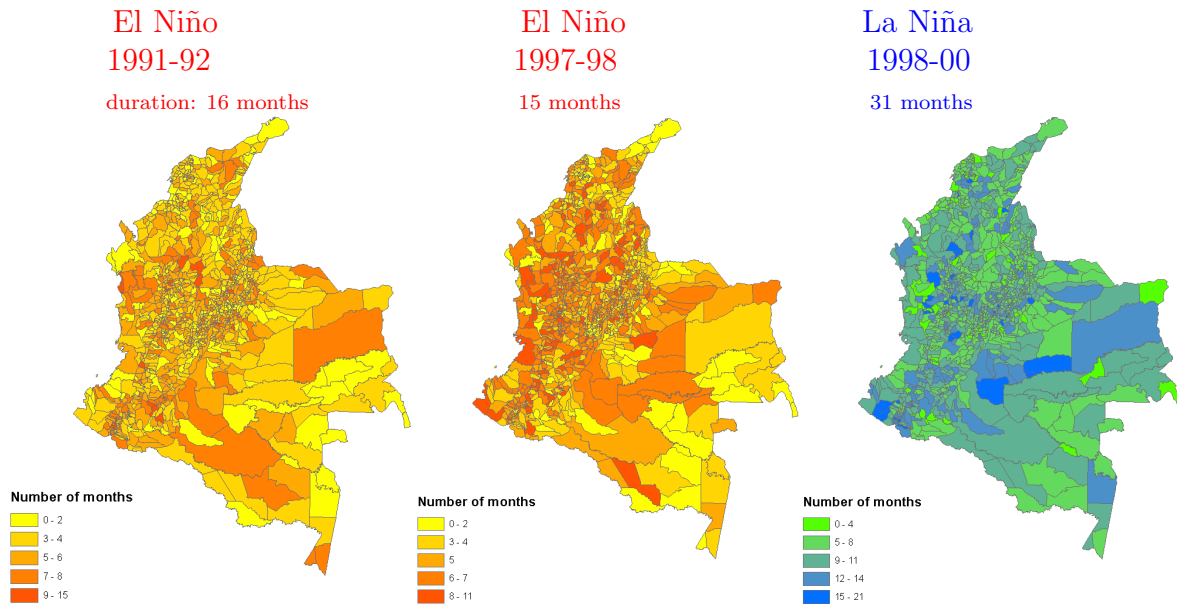 El Niño
1991-92
duration: 16 months
El Niño
1997-98
15 months
La Niña
1998-00
31 months
Number of months
0 - 2
3 - 4
5 - 6
7 - 8
9 - 15
Number of months
0 - 2
3 - 4
5
6 - 7
8 - 11
Number of months
0 - 4
5 - 8
9 - 11
12 - 14
15 - 21